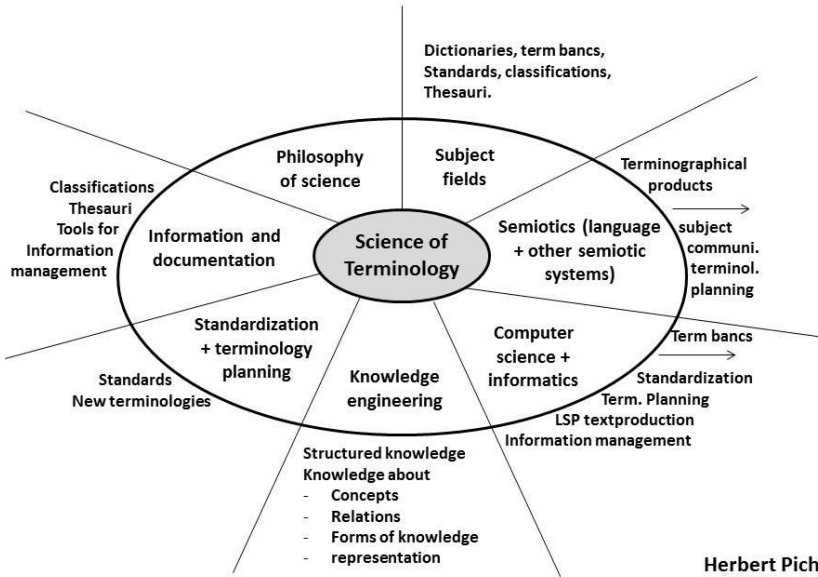 Dictionaries, term bancs,
Standards, classifications,
Thesauri.
Philosophy
of science
Subject
fields
Terminographical
products
subject
communi.
terminol.
planning
Classifications
Thesauri
Tools for
Information
management
Information and
documentation
Science of
Terminology
Semiotics (language
+ other semiotic
systems)
Standardization
+ terminology
planning
Knowledge
engineering
Computer
science +
informatics
Term bancs
Standardization
Term. Planning
LSP textproduction
Information management
Standards
New terminologies
Structured knowledge
Knowledge about
- Concepts
- Relations
- Forms of knowledge
- representation
Herbert Pich